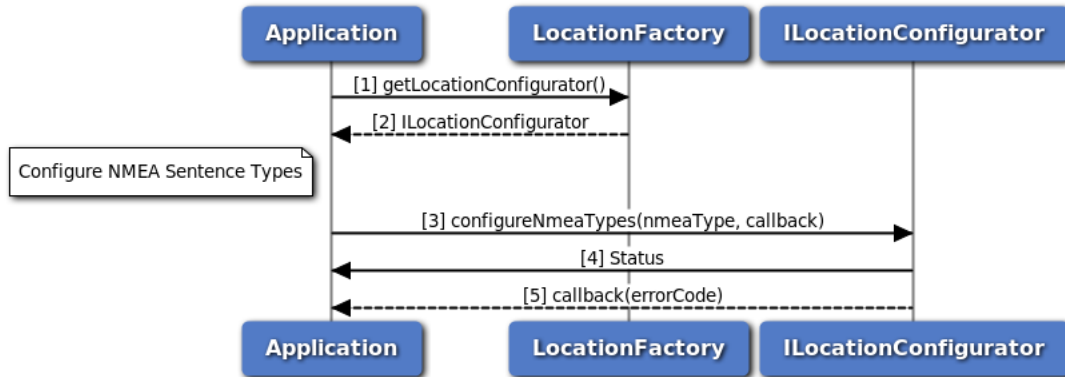 Application
LocationFactory
ILocationConfigurator
[1] getLocationConfigurator()
[2] ILocationConfigurator
Configure NMEA Sentence Types
[3] configureNmeaTypes(nmeaType, callback)
[4] Status
[5] callback(errorCode)
Application
LocationFactory
ILocationConfigurator